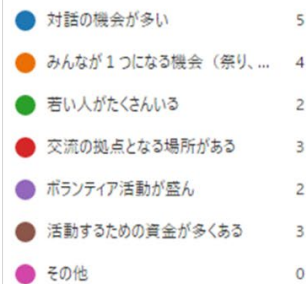 対話の機会が多い 5
みんなが１つになる機会（祭り、... 4
若い人がたくさんいる 2
交流の拠点となる場所がある 3
ボランティア活動が盛ん 2
活動するための資金が多くある 3
その他 0